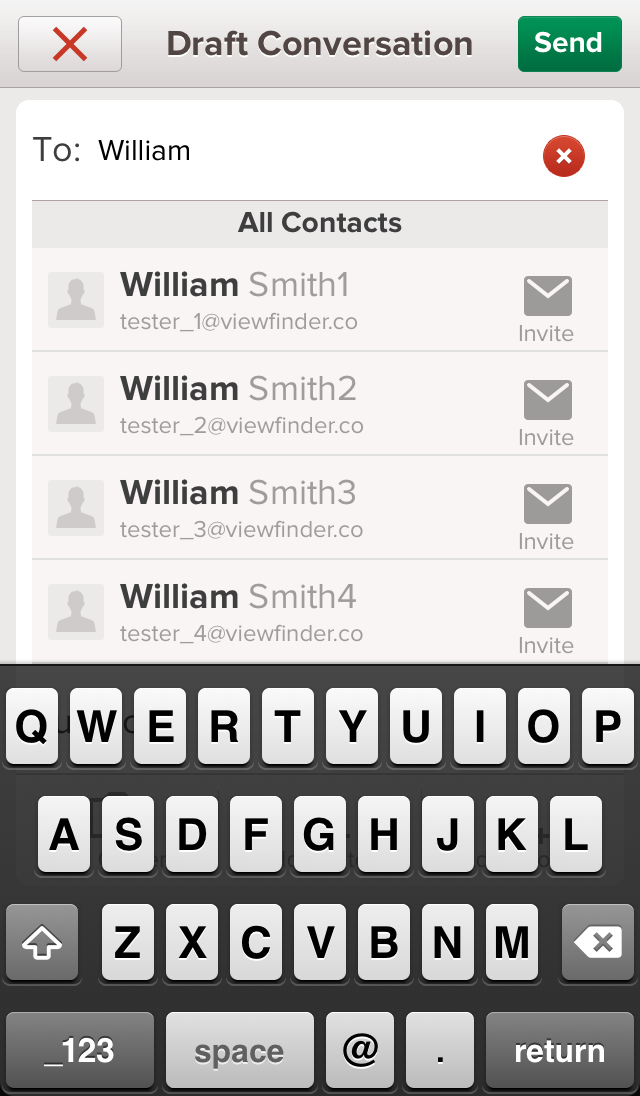 Draft Conversation Send
To: William
All Contacts
William Smith1
tester_1@viewfinder.co
Invite
William Smith2
tester_2@viewfinder.co
Invite
William Smith3
tester_3@viewfinder.co
Invite
William Smith4
tester_4@viewfinder.co
Invite
Q W E R T Y U I O P
A S D F G H J K L
Z X C V B N M
_123 space @ . return